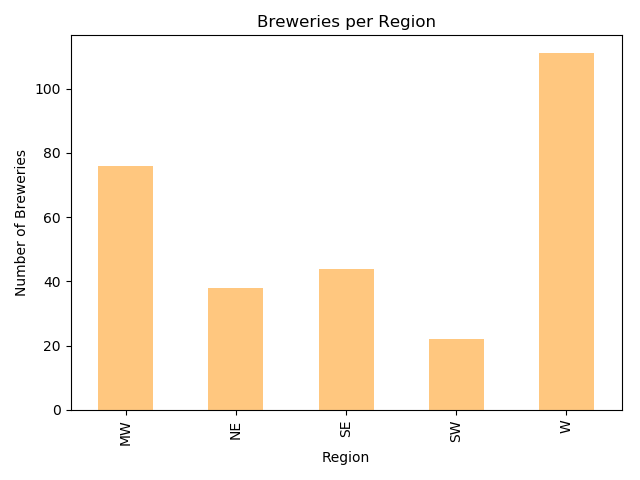 Breweries per Region
Number of Breweries
100
80
60
40
20
0
MW
NE
SE
SW
W
Region